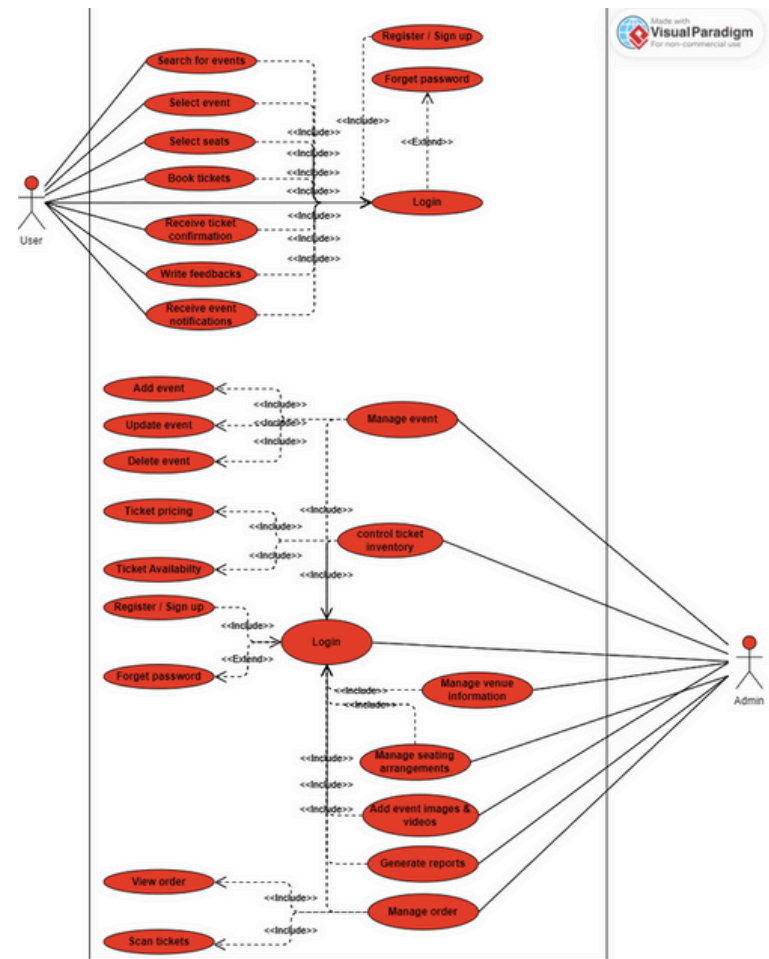 Made with
VisualParadigm
For non-commercial use
Register / Sign up
Search for events
Forget password
Select event
<<Include>>
<<Include>>
Select seats
<<Extend>>
<<Include>>
<<Include>>
Book tickets
<<Include>>
Login
<<Include>>
Receive ticket
confirmation
User
<<Include>>
<<Include>>
Write feedbacks
Receive event
notifications
Add event
<<Include>>
Manage event
Update event
<<Include>>
Delete event
Ticket pricing
<<Include>>
<<Include>>
control ticket
inventory
<<Include>>
Ticket Availabilty
<<Include>>
Register / Sign up
<<Include>>
Login
<<Extend>>
Forget password
Manage venue
information
<<Include>>
<<Include>>
Admin
Manage seating
arrangements
<<Include>>
<<Include>>
Add event images &
videos
<<Include>>
Generate reports
View order
<<Include>>
Manage order
<<Include>>
Scan tickets